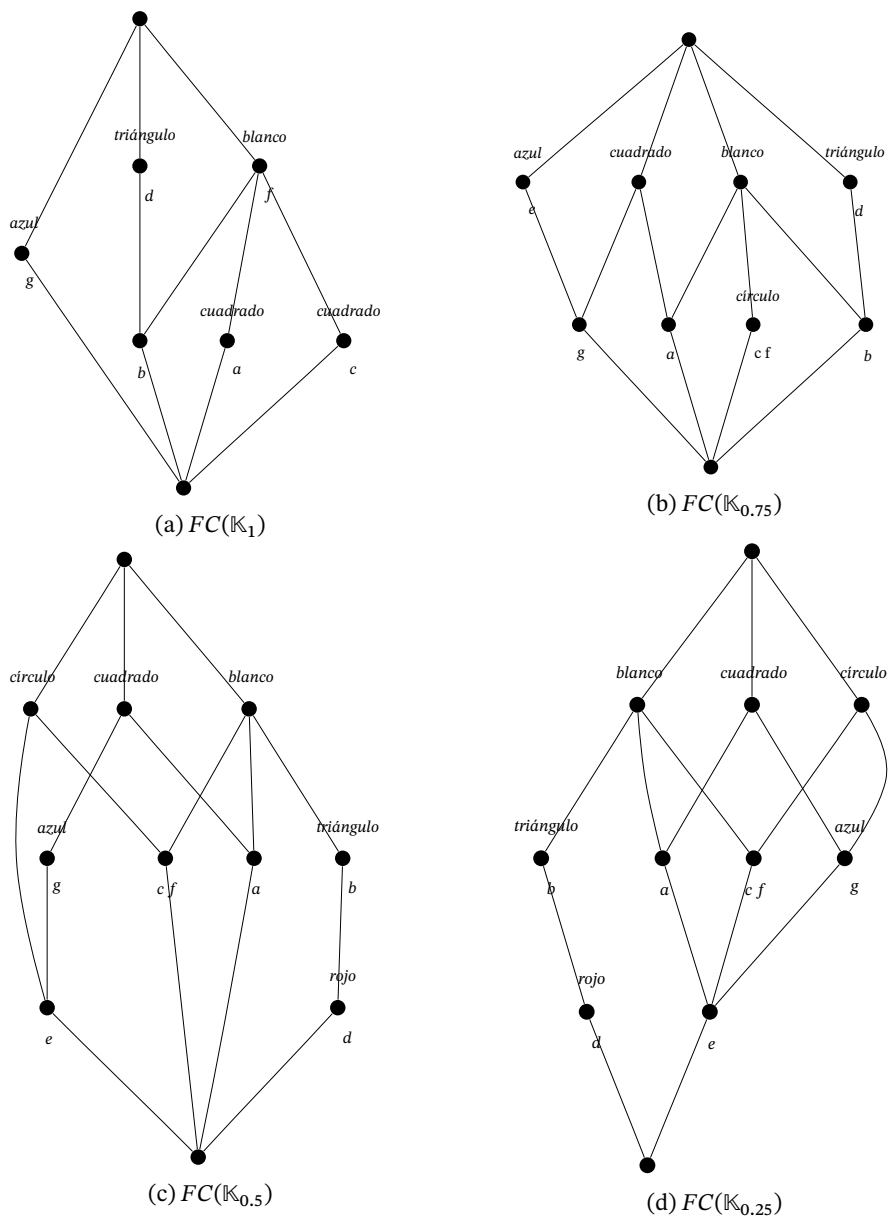 triángulo
blanco
d
f
azul
g
cuadrado
cuadrado
b
a
c
(a) FC(𝕂₁)
azul
cuadrado
blanco
triángulo
e
d
círculo
g
a
c f
b
(b) FC(𝕂₀.₇₅)
círculo
cuadrado
blanco
azul
triángulo
g
c f
a
b
rojo
e
d
(c) FC(𝕂₀.₅)
blanco
cuadrado
círculo
triángulo
azul
b
a
c f
g
rojo
d
e
(d) FC(𝕂₀.₂₅)